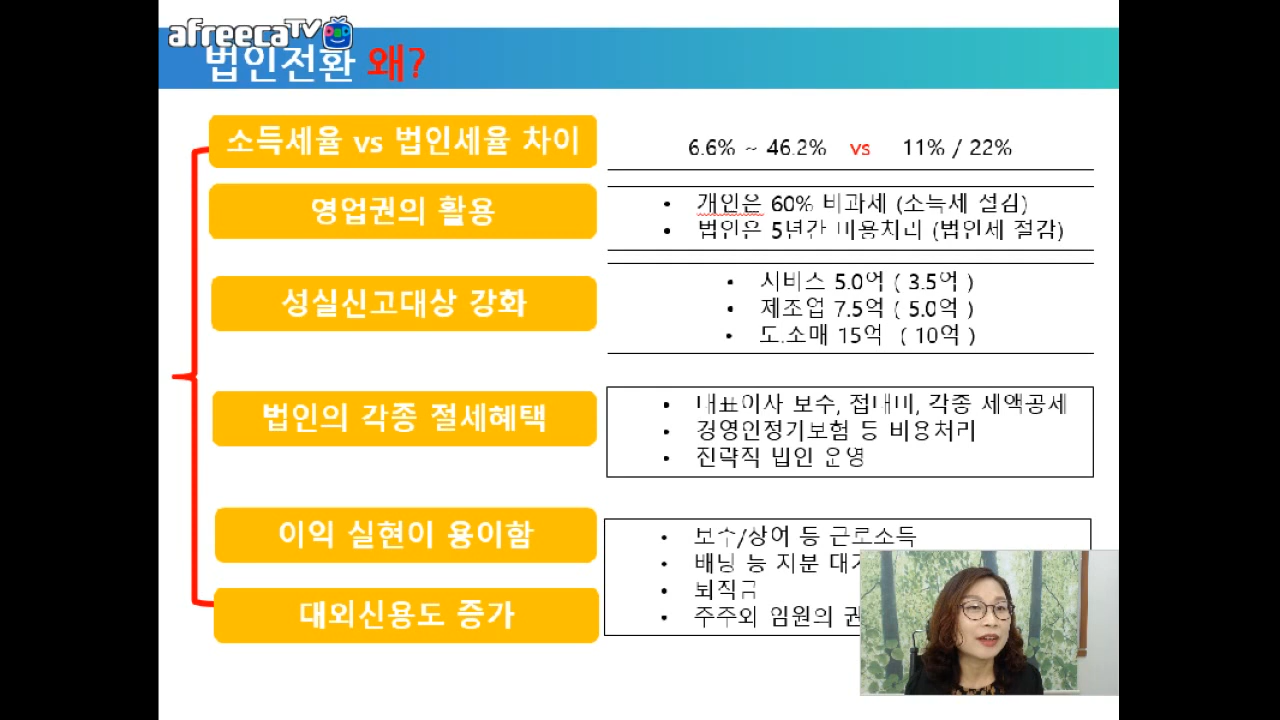 afreecaTV
법인전환 왜?
소득세율 vs 법인세율 차이
6.6% ~ 46.2% vs 11% / 22%
영업권의 활용
• 개인은 60% 비과세 (소득세 절감)
• 법인은 5년간 비용처리 (법인세 절감)
성실신고대상 강화
• 서비스 5.0억 ( 3.5억 )
• 제조업 7.5억 ( 5.0억 )
• 도.소매 15억 ( 10억 )
법인의 각종 절세혜택
• 대표이사 보수, 접대비, 각종 세액공제
• 경영인정기보험 등 비용처리
• 전략적 법인 운영
이익 실현이 용이함
• 보수/상여 등 근로소득
• 배당 등 지분
• 퇴직금
대외신용도 증가
• 주주와 임원의